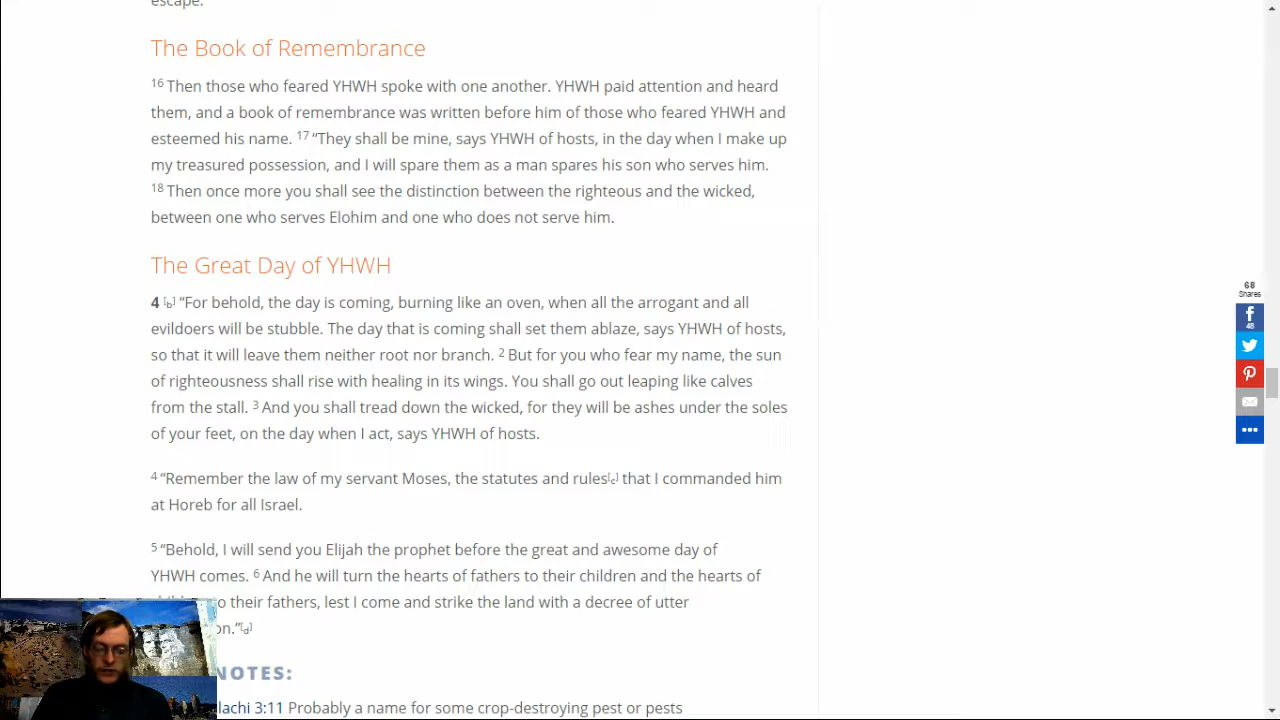 escape.
The Book of Remembrance
16 Then those who feared YHWH spoke with one another. YHWH paid attention and heard
them, and a book of remembrance was written before him of those who feared YHWH and
esteemed his name. 17 “They shall be mine, says YHWH of hosts, in the day when I make up
my treasured possession, and I will spare them as a man spares his son who serves him.
18 Then once more you shall see the distinction between the righteous and the wicked,
between one who serves Elohim and one who does not serve him.
The Great Day of YHWH
4 [b] “For behold, the day is coming, burning like an oven, when all the arrogant and all
evildoers will be stubble. The day that is coming shall set them ablaze, says YHWH of hosts,
so that it will leave them neither root nor branch. 2 But for you who fear my name, the sun
of righteousness shall rise with healing in its wings. You shall go out leaping like calves
from the stall. 3 And you shall tread down the wicked, for they will be ashes under the soles
of your feet, on the day when I act, says YHWH of hosts.
4 “Remember the law of my servant Moses, the statutes and rules[c] that I commanded him
at Horeb for all Israel.
5 “Behold, I will send you Elijah the prophet before the great and awesome day of
YHWH comes. 6 And he will turn the hearts of fathers to their children and the hearts of
to their fathers, lest I come and strike the land with a decree of utter
on.”[d]
NOTES:
lachi 3:11 Probably a name for some crop-destroying pest or pests
68
Shares
48